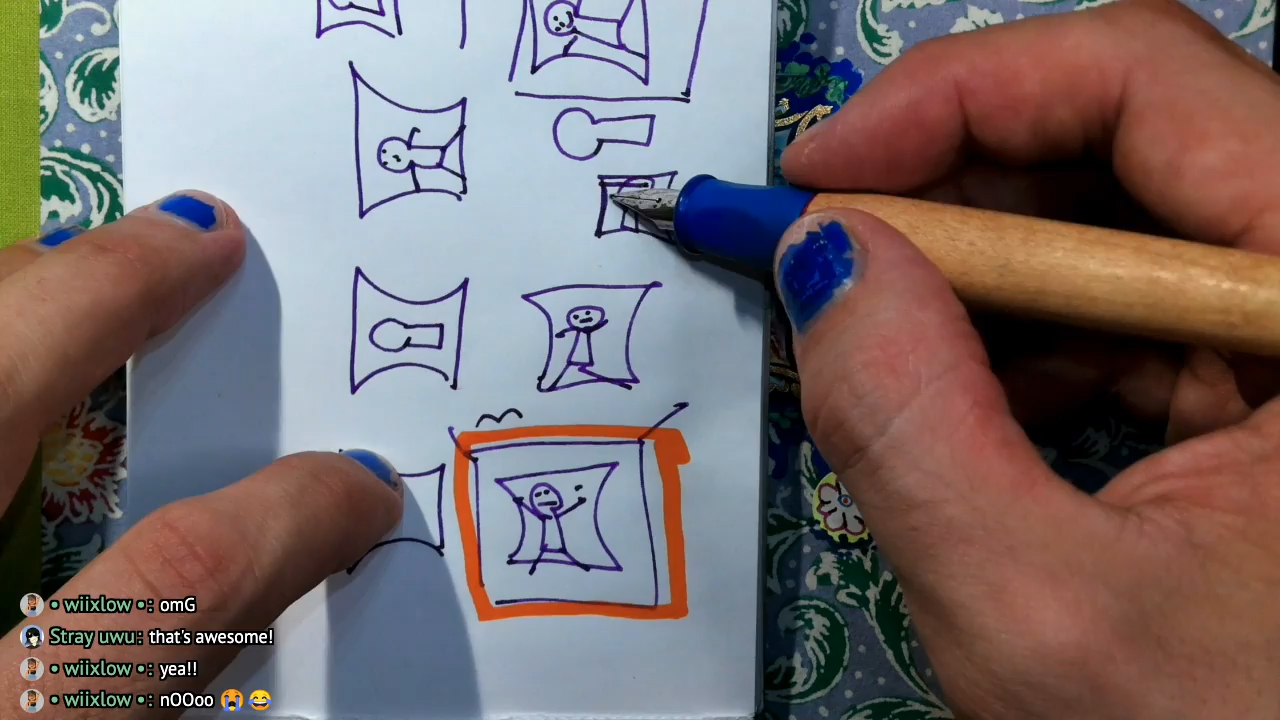 • wiixlow •: omG
Stray uwu: that's awesome!
• wiixlow •: yea!!
• wiixlow •: nOOoo 😭😂